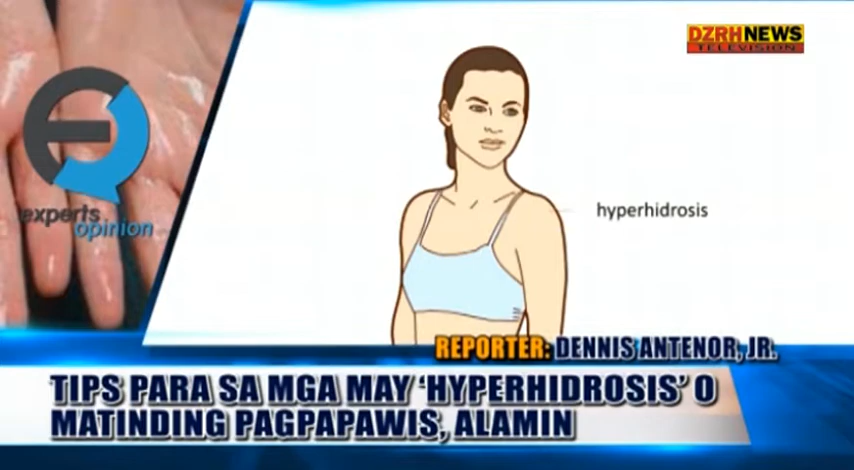 DZRH NEWS
TELEVISION
experts
opinion
hyperhidrosis
REPORTER: DENNIS ANTENOR, JR.
TIPS PARA SA MGA MAY ‘HYPERHIDROSIS’ O
MATINDING PAGPAPAWIS, ALAMIN